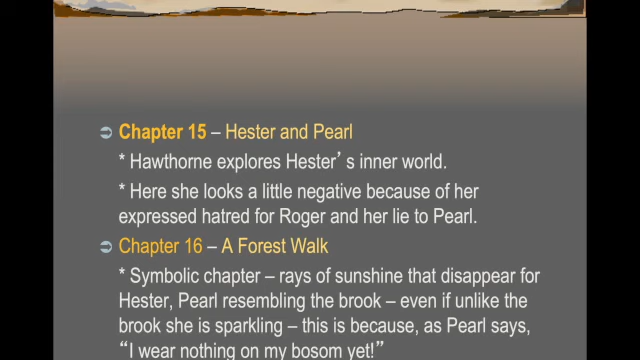 ➲ Chapter 15 – Hester and Pearl
* Hawthorne explores Hester’s inner world.
* Here she looks a little negative because of her
expressed hatred for Roger and her lie to Pearl.
➲ Chapter 16 – A Forest Walk
* Symbolic chapter – rays of sunshine that disappear for
Hester, Pearl resembling the brook – even if unlike the
brook she is sparkling – this is because, as Pearl says,
“I wear nothing on my bosom yet!”